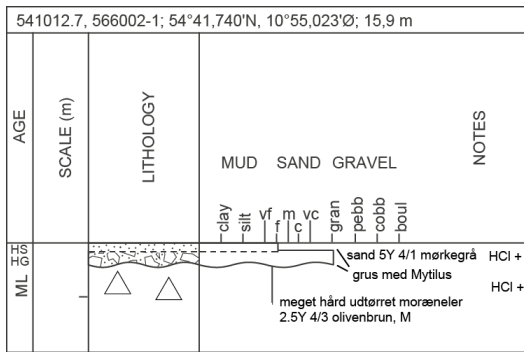 541012.7, 566002-1; 54°41,740'N, 10°55,023'Ø; 15,9 m
AGE
SCALE (m)
LITHOLOGY
MUD SAND GRAVEL
NOTES
clay
silt
vf
f
m
c
vc
gran
pebb
cobb
boul
HS
HG
ML
sand 5Y 4/1 mørkegrå
HCl +
grus med Mytilus
HCl +
meget hård udtørret moræneler
2.5Y 4/3 olivenbrun, M